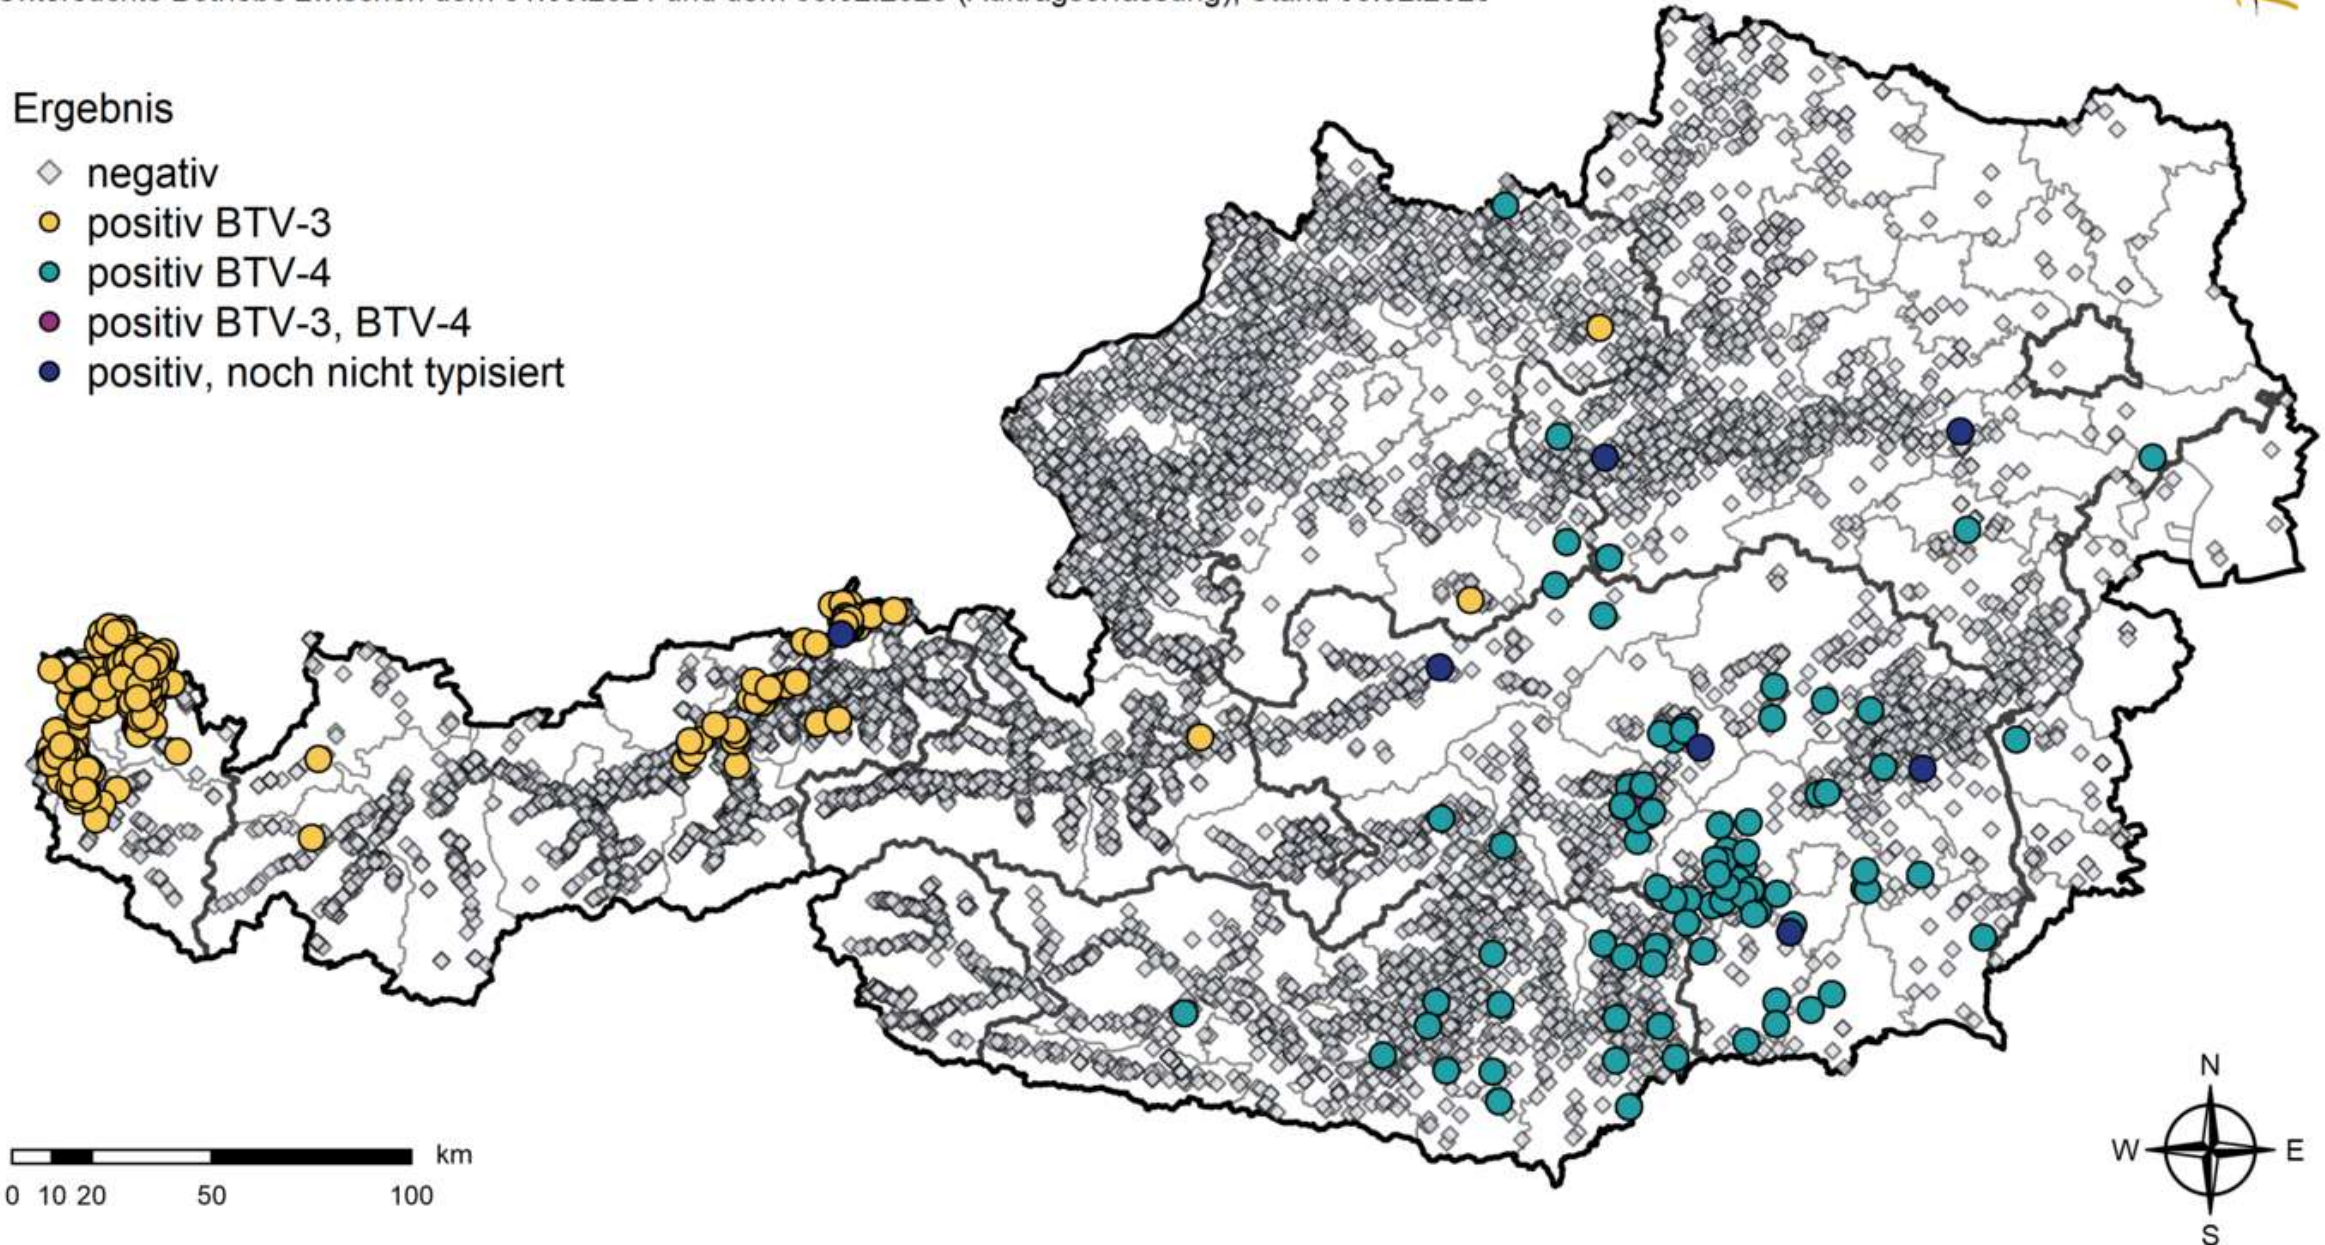 Ergebnis
negativ
positiv BTV-3
positiv BTV-4
positiv BTV-3, BTV-4
positiv, noch nicht typisiert
N
W E
S
km
0 10 20 50 100